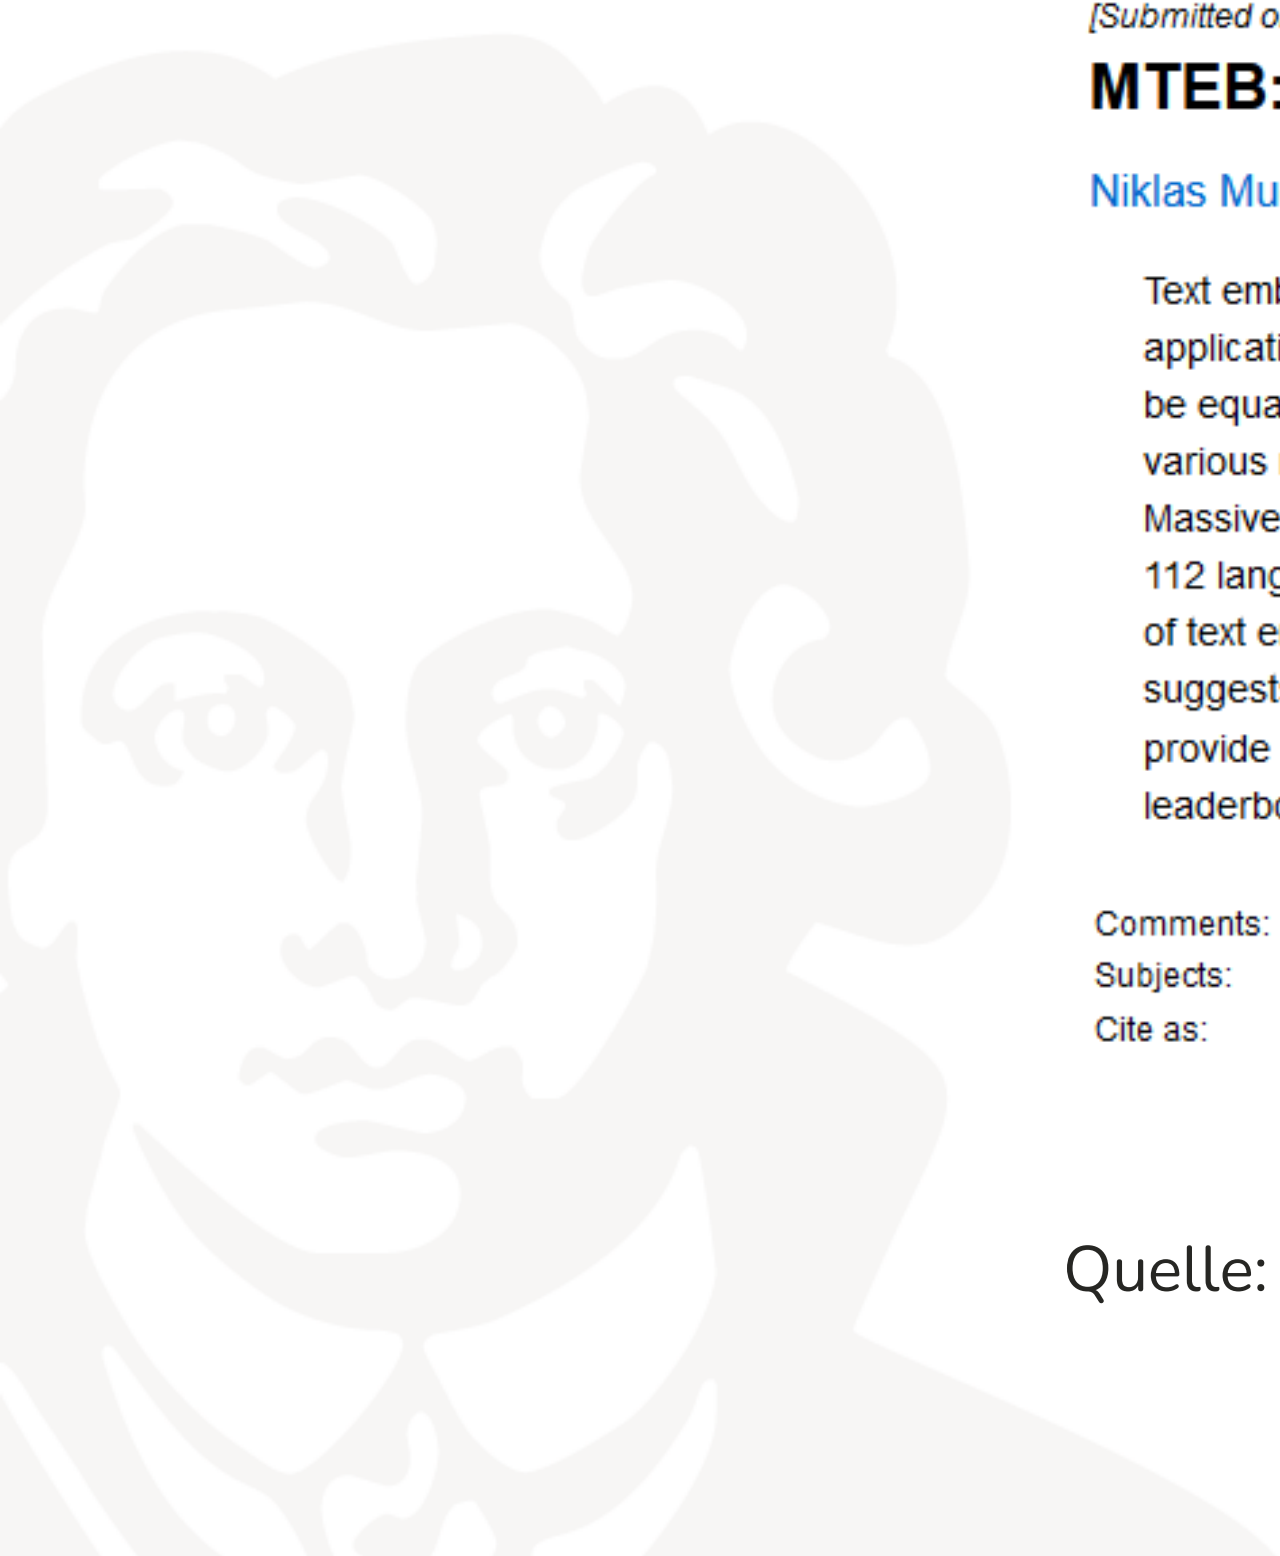 [Submitted o
MTEB:
Niklas Mu
Text emb
applicati
be equa
various
Massive
112 lang
of text e
suggests
provide
leaderbo
Comments:
Subjects:
Cite as:
Quelle: